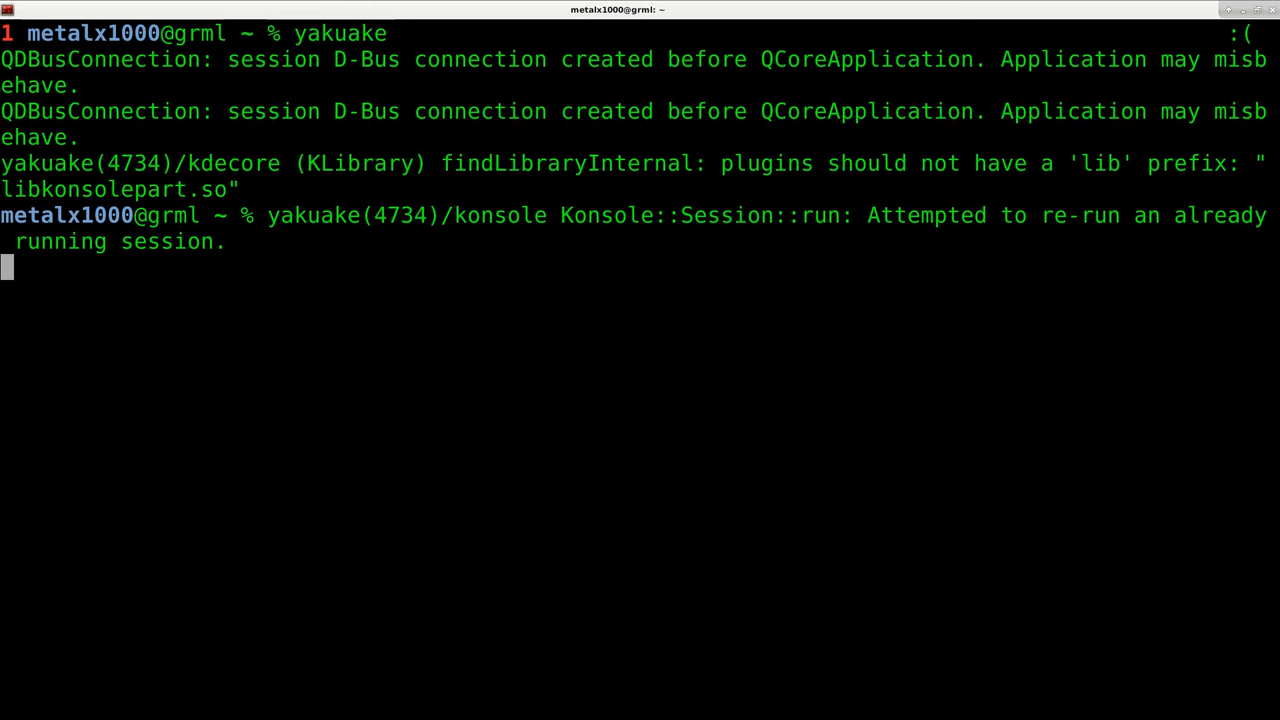 metalx1000@grml: ~
1 metalx1000@grml ~ % yakuake :(
QDBusConnection: session D-Bus connection created before QCoreApplication. Application may misb
ehave.
QDBusConnection: session D-Bus connection created before QCoreApplication. Application may misb
ehave.
yakuake(4734)/kdecore (KLibrary) findLibraryInternal: plugins should not have a 'lib' prefix: "
libkonsolepart.so"
metalx1000@grml ~ % yakuake(4734)/konsole Konsole::Session::run: Attempted to re-run an already
 running session.